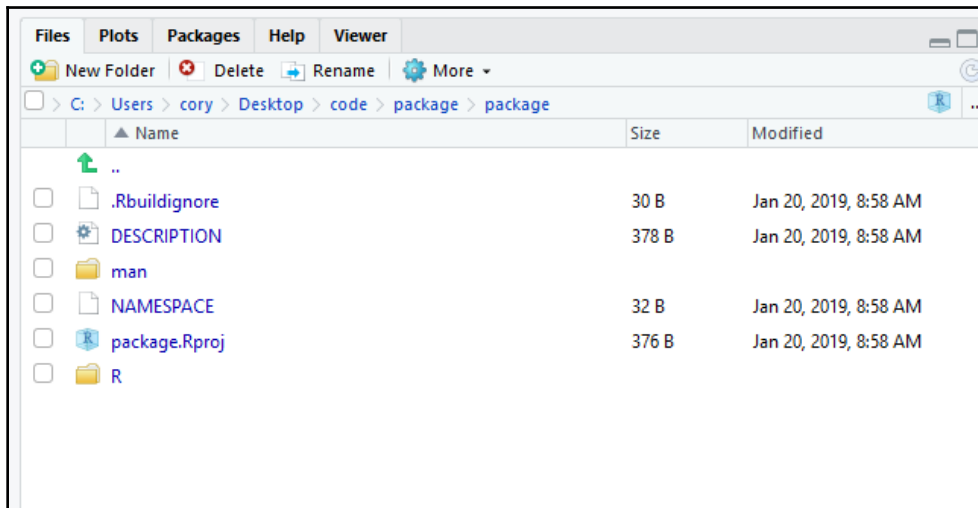 Files Plots Packages Help Viewer
New Folder Delete Rename More
C: > Users > cory > Desktop > code > package > package R ..
Name Size Modified
..
.Rbuildignore 30 B Jan 20, 2019, 8:58 AM
DESCRIPTION 378 B Jan 20, 2019, 8:58 AM
man
NAMESPACE 32 B Jan 20, 2019, 8:58 AM
R package.Rproj 376 B Jan 20, 2019, 8:58 AM
R